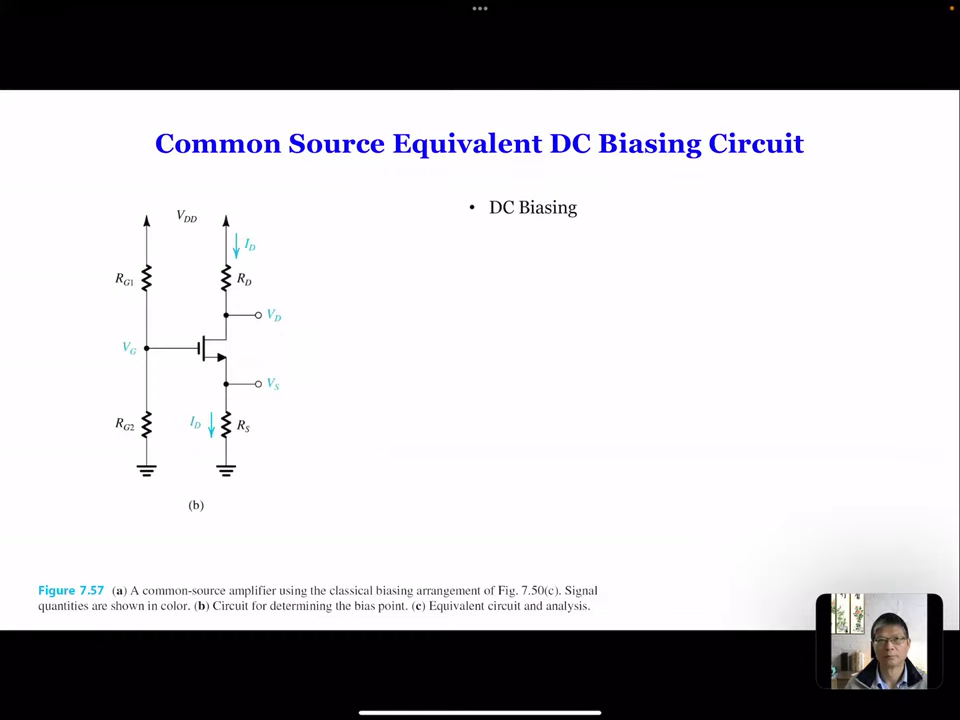 Common Source Equivalent DC Biasing Circuit
• DC Biasing
V_DD
I_D
R_G1
R_D
V_D
V_G
V_S
R_G2
I_D
R_S
(b)
Figure 7.57 (a) A common-source amplifier using the classical biasing arrangement of Fig. 7.50(c). Signal
quantities are shown in color. (b) Circuit for determining the bias point. (c) Equivalent circuit and analysis.